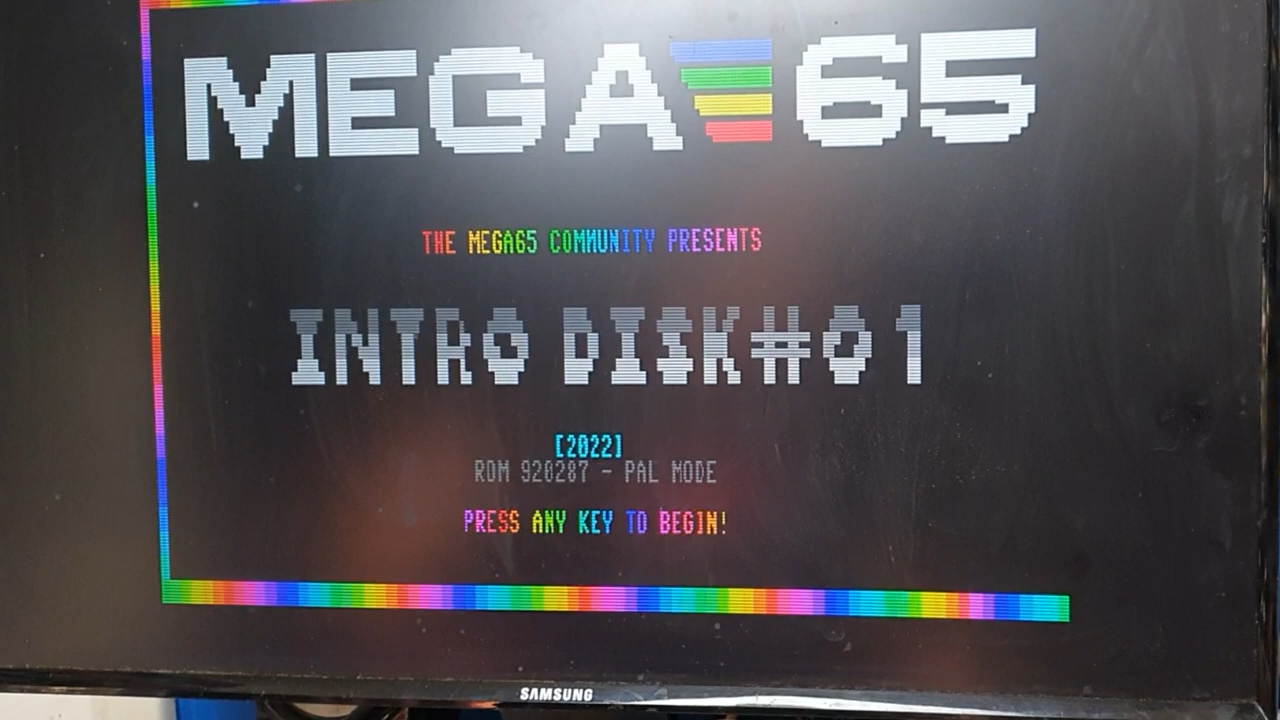 MEGA65
THE MEGA65 COMMUNITY PRESENTS
INTRO DISK#01
[2022]
ROM 920287 - PAL MODE
PRESS ANY KEY TO BEGIN!
SAMSUNG